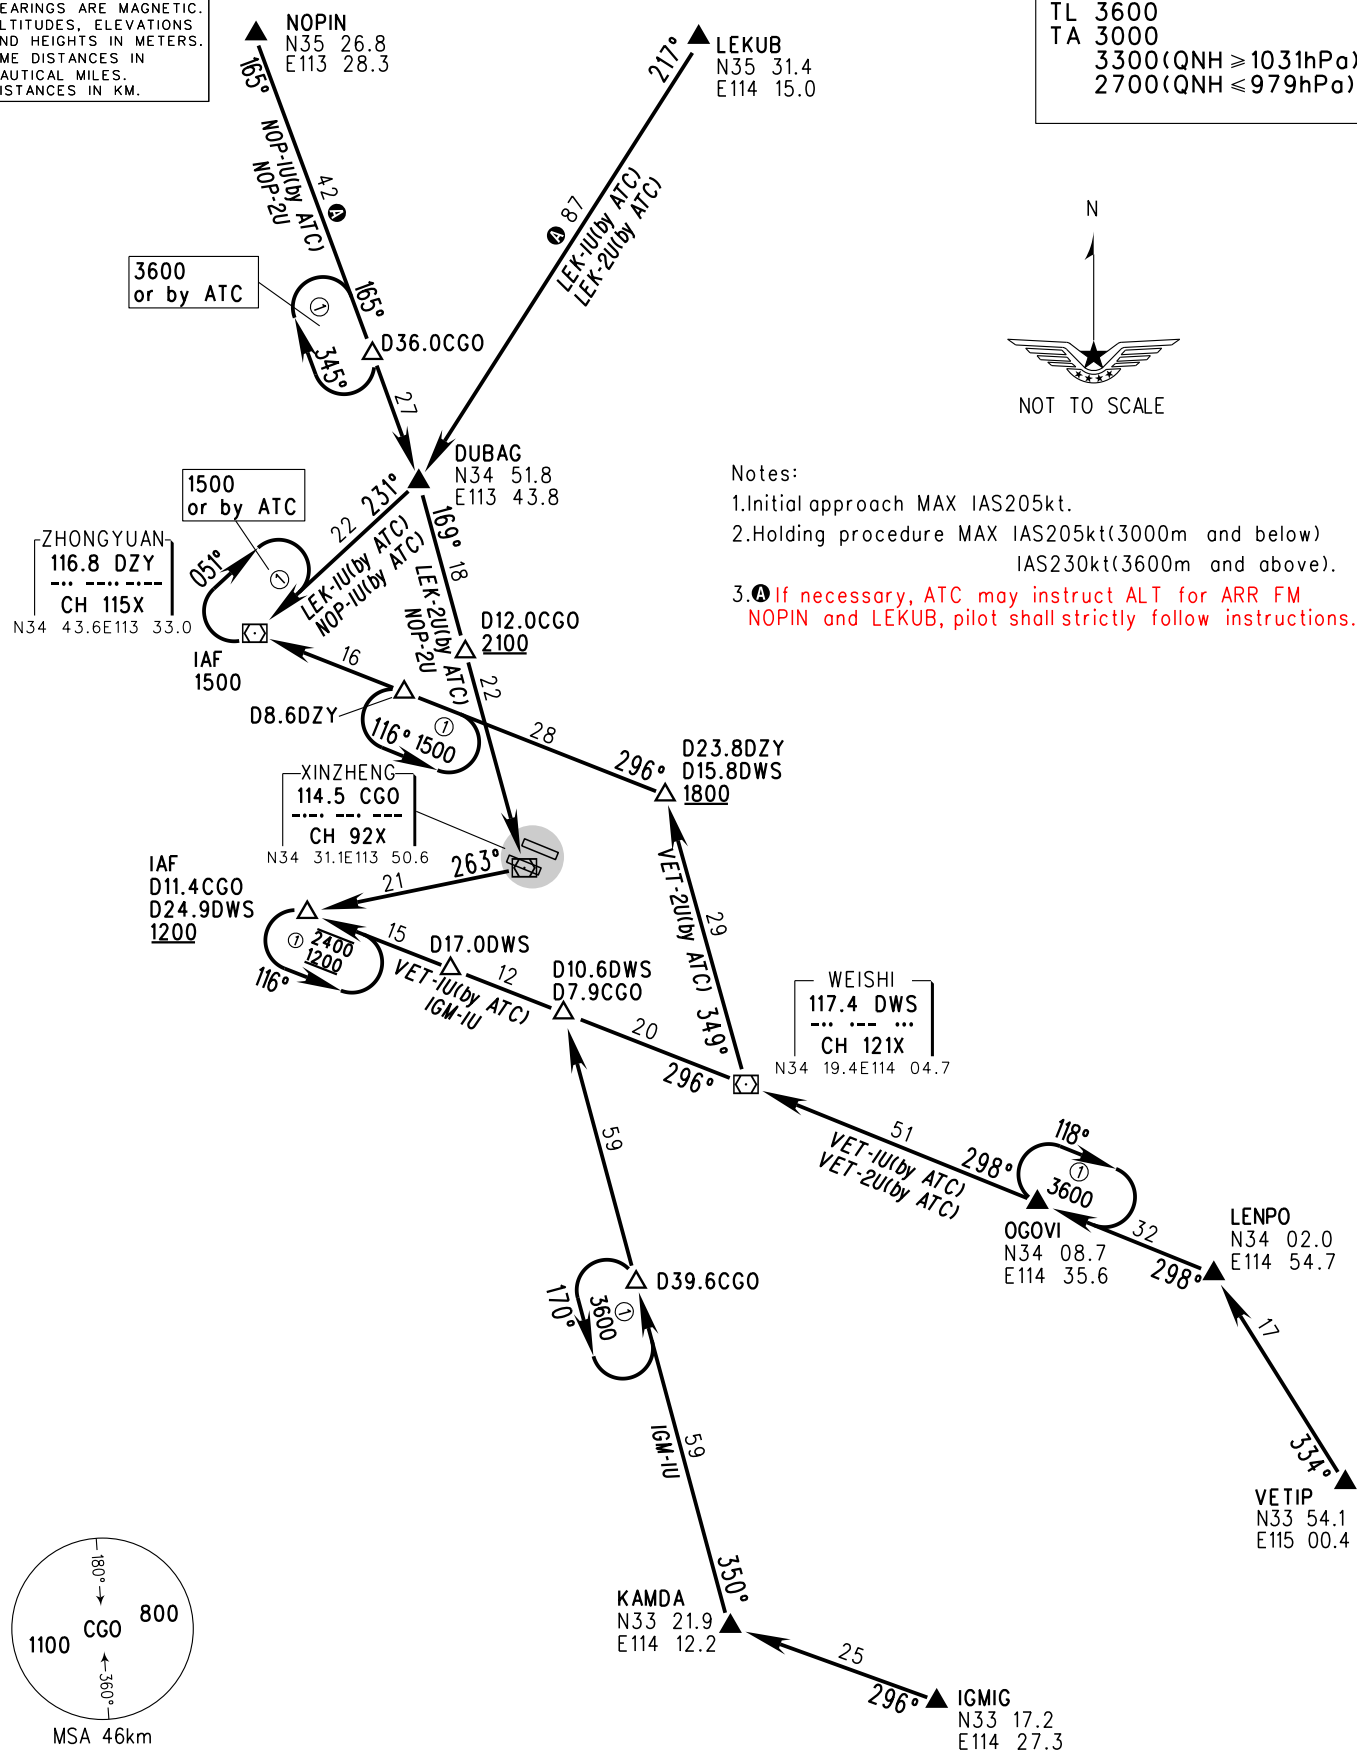 EARINGS ARE MAGNETIC.
LTITUDES, ELEVATIONS
ND HEIGHTS IN METERS.
ME DISTANCES IN
AUTICAL MILES.
ISTANCES IN KM.
TL 3600
TA 3000
3300(QNH ≥ 1031hPa)
2700(QNH ≤ 979hPa)
NOPIN
N35 26.8
E113 28.3
LEKUB
N35 31.4
E114 15.0
165°
217°
NOP-1U(by ATC)
NOP-2U
42 A
A 87
LEK-1U(by ATC)
LEK-2U(by ATC)
N
NOT TO SCALE
3600
or by ATC
1
165°
345°
D36.0CGO
27
DUBAG
N34 51.8
E113 43.8
Notes:
1.Initial approach MAX IAS205kt.
2.Holding procedure MAX IAS205kt(3000m and below)
IAS230kt(3600m and above).
3.A If necessary, ATC may instruct ALT for ARR FM
NOPIN and LEKUB, pilot shall strictly follow instructions.
1500
or by ATC
231°
22
LEK-1U(by ATC)
NOP-1U(by ATC)
169°
18
LEK-2U(by ATC)
NOP-2U
ZHONGYUAN
116.8 DZY
CH 115X
N34 43.6E113 33.0
051°
1
IAF
1500
D12.0CGO
2100
22
16
D8.6DZY
116°
1500
1
28
296°
D23.8DZY
D15.8DWS
1800
XINZHENG
114.5 CGO
CH 92X
N34 31.1E113 50.6
263°
21
IAF
D11.4CGO
D24.9DWS
1200
1
2400
1200
116°
15
D17.0DWS
VET-1U(by ATC)
IGM-1U
12
D10.6DWS
D7.9CGO
20
296°
VET-2U(by ATC)
349°
29
WEISHI
117.4 DWS
CH 121X
N34 19.4E114 04.7
51
VET-1U(by ATC)
VET-2U(by ATC)
298°
118°
1
3600
OGOVI
N34 08.7
E114 35.6
32
298°
LENPO
N34 02.0
E114 54.7
17
334°
VETIP
N33 54.1
E115 00.4
59
D39.6CGO
170°
3600
1
IGM-1U
59
350°
KAMDA
N33 21.9
E114 12.2
25
296°
IGMIG
N33 17.2
E114 27.3
180°
CGO
800
1100
360°
MSA 46km